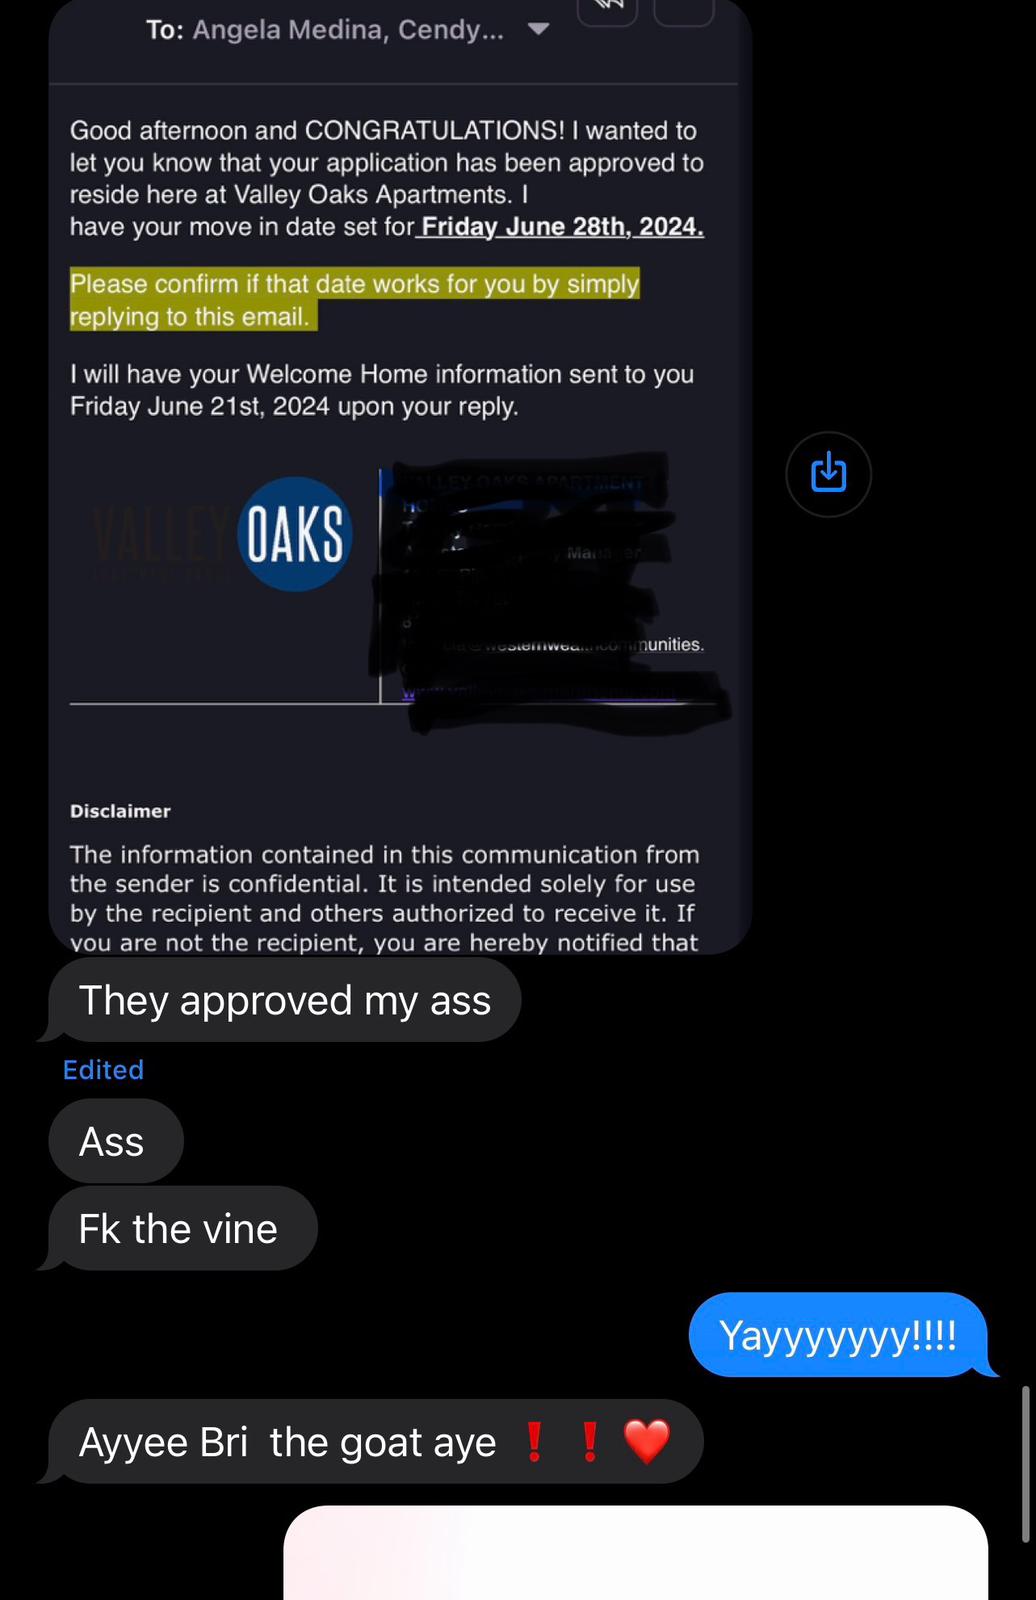 To: Angela Medina, Cendy...
Good afternoon and CONGRATULATIONS! I wanted to
let you know that your application has been approved to
reside here at Valley Oaks Apartments. I
have your move in date set for Friday June 28th, 2024.
Please confirm if that date works for you by simply
replying to this email.
I will have your Welcome Home information sent to you
Friday June 21st, 2024 upon your reply.
VALLEY OAKS
Disclaimer
The information contained in this communication from
the sender is confidential. It is intended solely for use
by the recipient and others authorized to receive it. If
you are not the recipient, you are hereby notified that
They approved my ass
Edited
Ass
Fk the vine
Yayyyyyyy!!!!
Ayyee Bri  the goat aye ❗❗❤️